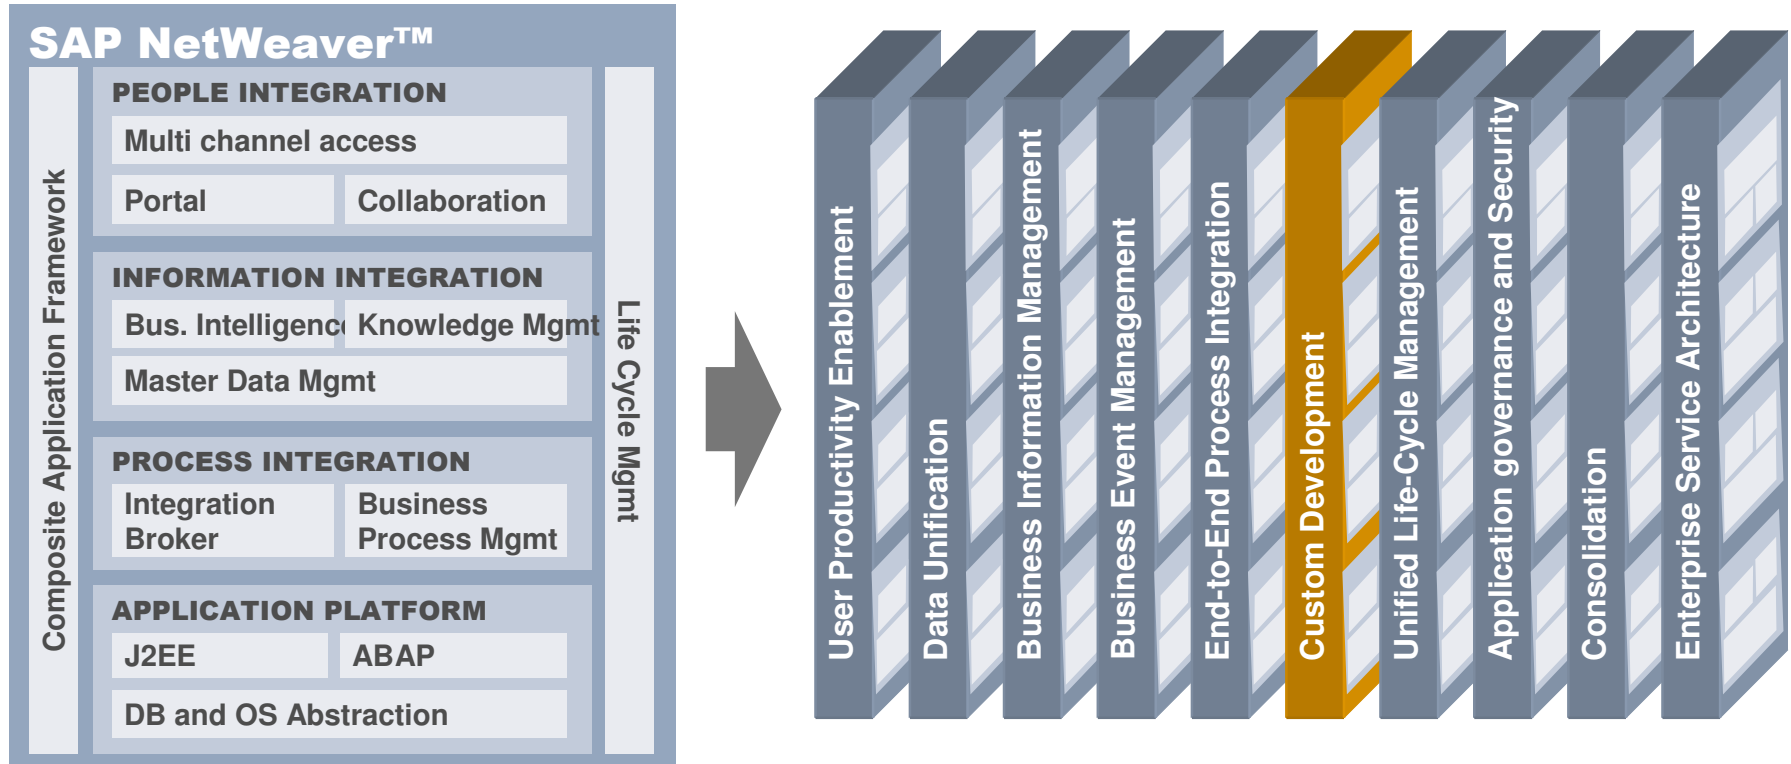 SAP NetWeaver™
Composite Application Framework
PEOPLE INTEGRATION
Multi channel access
Portal
Collaboration
INFORMATION INTEGRATION
Bus. Intelligence
Knowledge Mgmt
Master Data Mgmt
PROCESS INTEGRATION
Integration
Broker
Business
Process Mgmt
APPLICATION PLATFORM
J2EE
ABAP
DB and OS Abstraction
Life Cycle Mgmt
User Productivity Enablement
Data Unification
Business Information Management
Business Event Management
End-to-End Process Integration
Custom Development
Unified Life-Cycle Management
Application governance and Security
Consolidation
Enterprise Service Architecture